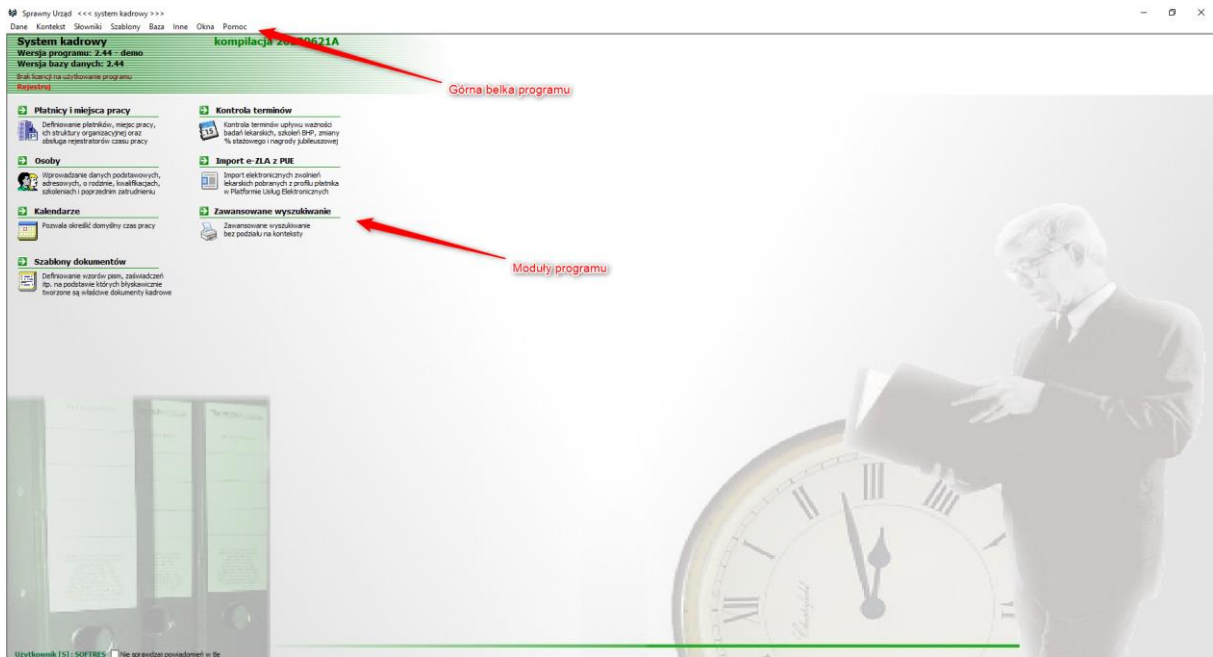 Sprawny Urząd <<< system kadrowy >>>
Dane Kontekst Słowniki Szablony Baza Inne Okna Pomoc
System kadrowy
kompilacja 20220621A
Wersja programu: 2.44 - demo
Wersja bazy danych: 2.44
Brak licencji na użytkowanie programu
Rejestruj
Górna belka programu
Płatnicy i miejsca pracy
Definiowanie płatników, miejsc pracy,
ich struktury organizacyjnej oraz
obsługa rejestratorów czasu pracy
Kontrola terminów
Kontrola terminów upływu ważności
badań lekarskich, szkoleń BHP, zmiany
% stażowego i nagrody jubileuszowej
Osoby
Wprowadzanie danych podstawowych,
adresowych, o rodzinie, kwalifikacjach,
szkoleniach i poprzednim zatrudnieniu
Import e-ZLA z PUE
Import elektronicznych zwolnień
lekarskich pobranych z profilu płatnika
w Platformie Usług Elektronicznych
Kalendarze
Pozwala określić domyślny czas pracy
Zawansowane wyszukiwanie
Zawansowane wyszukiwanie
bez podziału na konteksty
Moduły programu
Szablony dokumentów
Definiowanie wzorów pism, zaświadczeń
itp. na podstawie których błyskawicznie
tworzone są właściwe dokumenty kadrowe
Użytkownik [S] : SOFTRES
Nie sprawdzaj powiadomień w tle